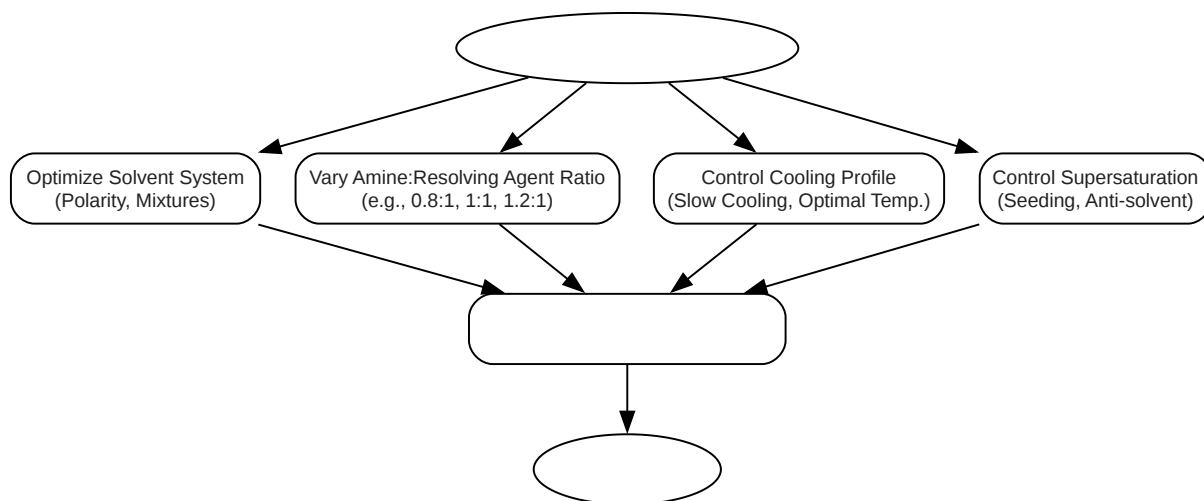 Optimize Solvent System
(Polarity, Mixtures)
Vary Amine:Resolving Agent Ratio
(e.g., 0.8:1, 1:1, 1.2:1)
Control Cooling Profile
(Slow Cooling, Optimal Temp.)
Control Supersaturation
(Seeding, Anti-solvent)